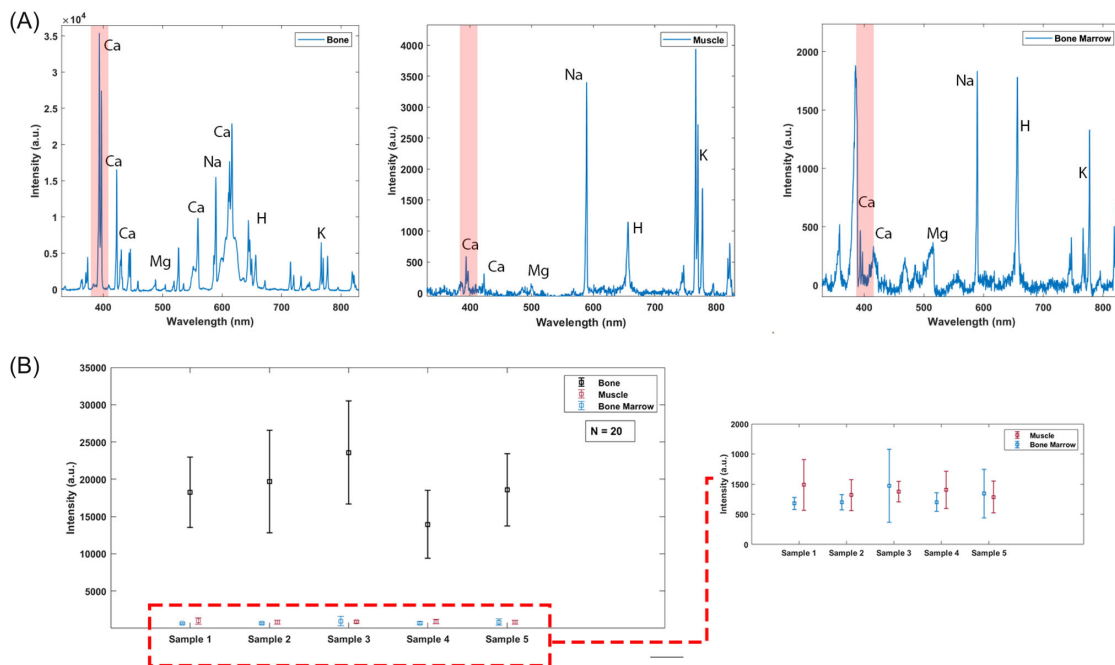 (A)
×10⁴
Bone
3.5
3
2.5
2
1.5
1
0.5
0
Intensity (a.u.)
400 500 600 700 800
Wavelength (nm)
Ca
Ca
Ca
Mg
Ca
Na
Ca
H
K
Muscle
4000
3500
3000
2500
2000
1500
1000
500
0
Intensity (a.u.)
400 500 600 700 800
Wavelength (nm)
Ca
Ca
Mg
Na
H
K
Bone Marrow
2000
1500
1000
500
0
Intensity (a.u.)
400 500 600 700 800
Wavelength (nm)
Ca
Ca
Mg
Na
H
K
(B)
35000
30000
25000
20000
15000
10000
5000
Intensity (a.u.)
Bone
Muscle
Bone Marrow
N = 20
Sample 1 Sample 2 Sample 3 Sample 4 Sample 5
2000
1000
1500
500
0
Intensity (a.u.)
Muscle
Bone Marrow
Sample 1 Sample 2 Sample 3 Sample 4 Sample 5